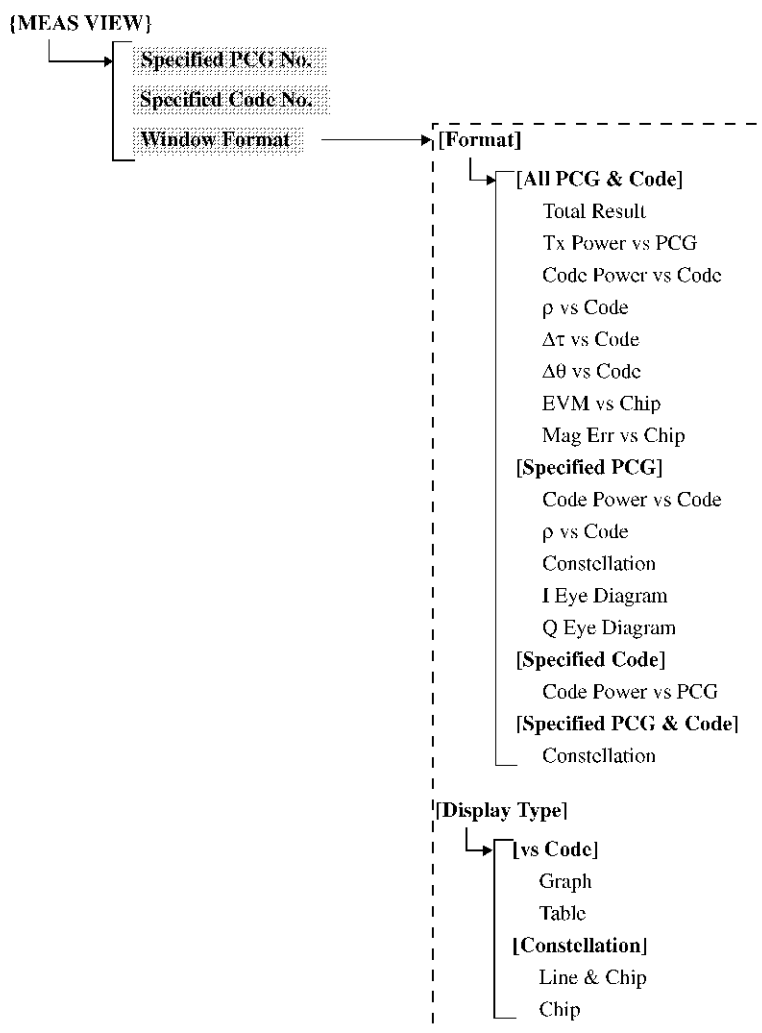 {MEAS VIEW}
Specified PCG No.
Specified Code No.
Window Format
[Format]
[All PCG & Code]
Total Result
Tx Power vs PCG
Code Power vs Code
ρ vs Code
Δτ vs Code
Δθ vs Code
EVM vs Chip
Mag Err vs Chip
[Specified PCG]
Code Power vs Code
ρ vs Code
Constellation
I Eye Diagram
Q Eye Diagram
[Specified Code]
Code Power vs PCG
[Specified PCG & Code]
Constellation
[Display Type]
[vs Code]
Graph
Table
[Constellation]
Line & Chip
Chip